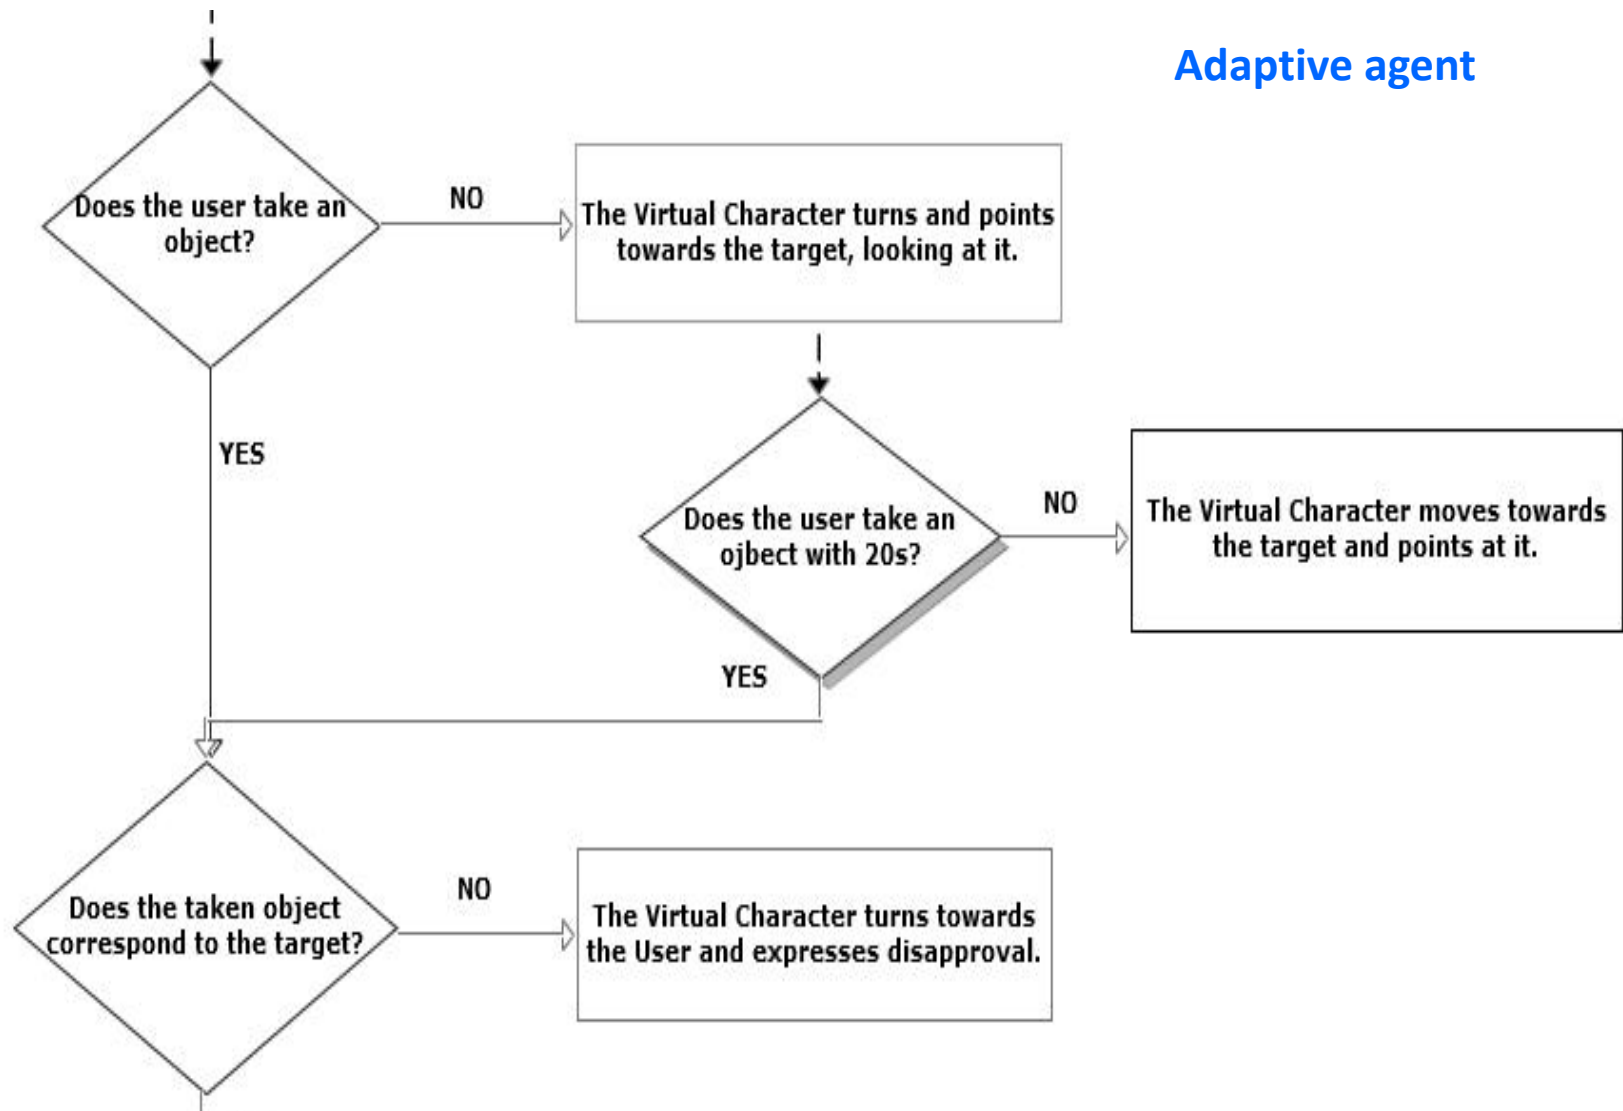 Adaptive agent
Does the user take an
object?
NO
The Virtual Character turns and points
towards the target, looking at it.
YES
Does the user take an
ojbect with 20s?
NO
The Virtual Character moves towards
the target and points at it.
YES
Does the taken object
correspond to the target?
NO
The Virtual Character turns towards
the User and expresses disapproval.